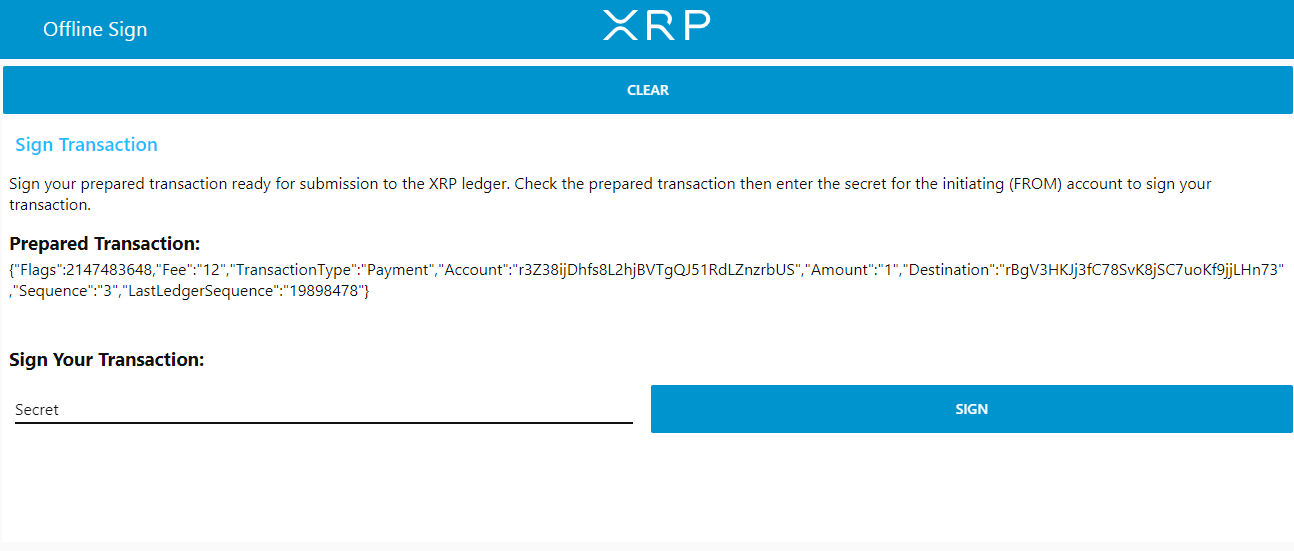 Offline Sign
XRP
CLEAR
Sign Transaction
Sign your prepared transaction ready for submission to the XRP ledger. Check the prepared transaction then enter the secret for the initiating (FROM) account to sign your
transaction.
Prepared Transaction:
{"Flags":2147483648,"Fee":"12","TransactionType":"Payment","Account":"r3Z38ijDhfs8L2hjBVTgQJ51RdLZnzrbUS","Amount":"1","Destination":"rBgV3HKJj3fC78SvK8jSC7uoKf9jjLHn73"
,"Sequence":"3","LastLedgerSequence":"19898478"}
Sign Your Transaction:
Secret
SIGN